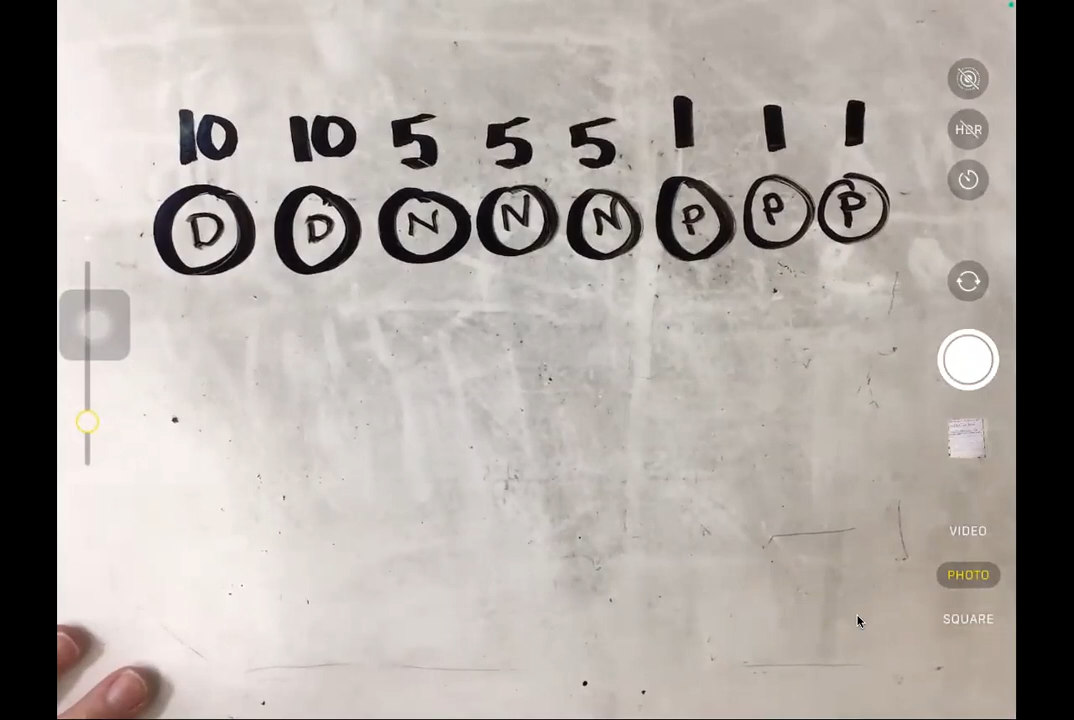 10 10 5 5 5 1 1 1
D D N N N P P P
HDR
VIDEO
PHOTO
SQUARE